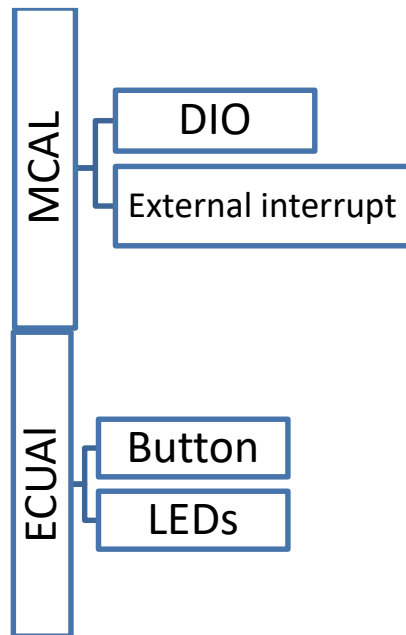 MCAL
DIO
External interrupt
ECUAl
Button
LEDs